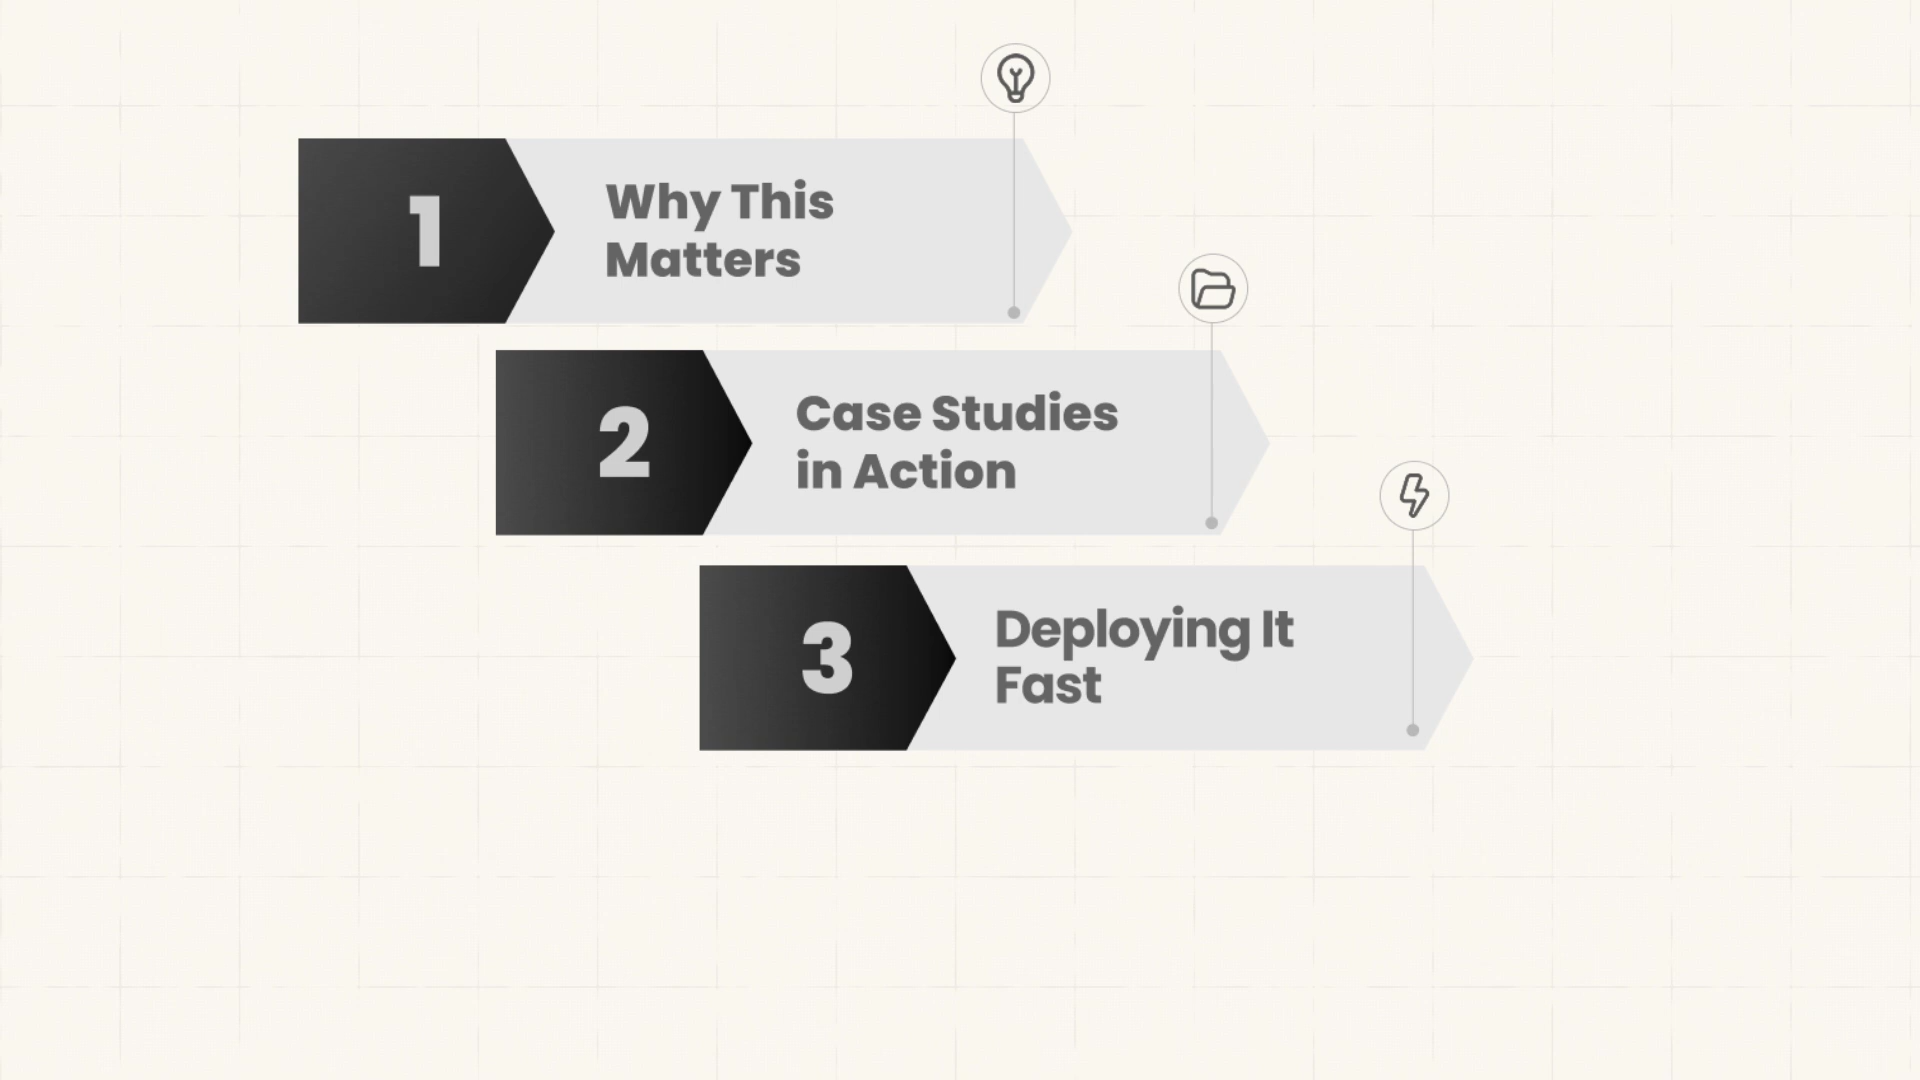 1
Why This
Matters
2
Case Studies
in Action
3
Deploying It
Fast